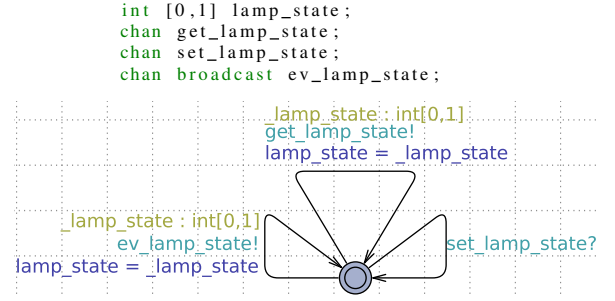 int [0,1] lamp_state;
chan get_lamp_state;
chan set_lamp_state;
chan broadcast ev_lamp_state;
_lamp_state : int[0,1]
get_lamp_state!
lamp_state = _lamp_state
_lamp_state : int[0,1]
ev_lamp_state!
lamp_state = _lamp_state
set_lamp_state?